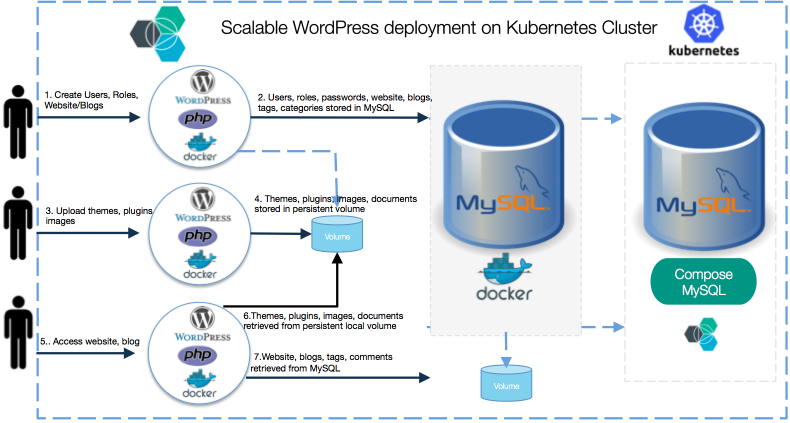 Scalable WordPress deployment on Kubernetes Cluster
kubernetes
1. Create Users, Roles,
Website/Blogs
WORDPRESS
php
docker
2. Users, roles, passwords, website, blogs,
tags, categories stored in MySQL
3. Upload themes, plugins
images
WORDPRESS
php
docker
4. Themes, plugins, images, documents
stored in persistent volume
Volume
5.. Access website, blog
WORDPRESS
php
docker
6.Themes, plugins, images, documents
retrieved from persistent local volume
7.Website, blogs, tags, comments
retrieved from MySQL
MySQL
docker
Volume
MySQL
Compose
MySQL